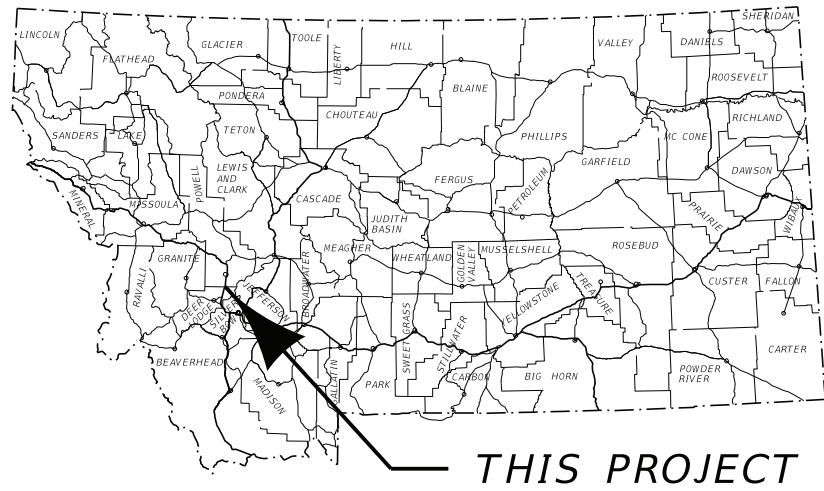 SHERIDAN
LINCOLN
GLACIER
TOOLE
LIBERTY
HILL
VALLEY
DANIELS
FLATHEAD
BLAINE
ROOSEVELT
PONDERA
CHOUTEAU
RICHLAND
SANDERS
LAKE
TETON
PHILLIPS
MC CONE
GARFIELD
DAWSON
LEWIS
AND
CLARK
POWELL
FERGUS
PETROLEUM
CASCADE
MINERAL
MISSOULA
JUDITH
BASIN
PRAIRIE
WIBAUX
MEAGHER
WHEATLAND
GOLDEN
VALLEY
MUSSELSHELL
ROSEBUD
GRANITE
RAVALLI
BROADWATER
JEFFERSON
TREASURE
CUSTER
FALLON
DEER
LODGE
SILVER
BOW
YELLOWSTONE
SWEET GRASS
STILLWATER
CARTER
BEAVERHEAD
GALLATIN
PARK
CARBON
BIG HORN
POWDER
RIVER
MADISON
THIS PROJECT